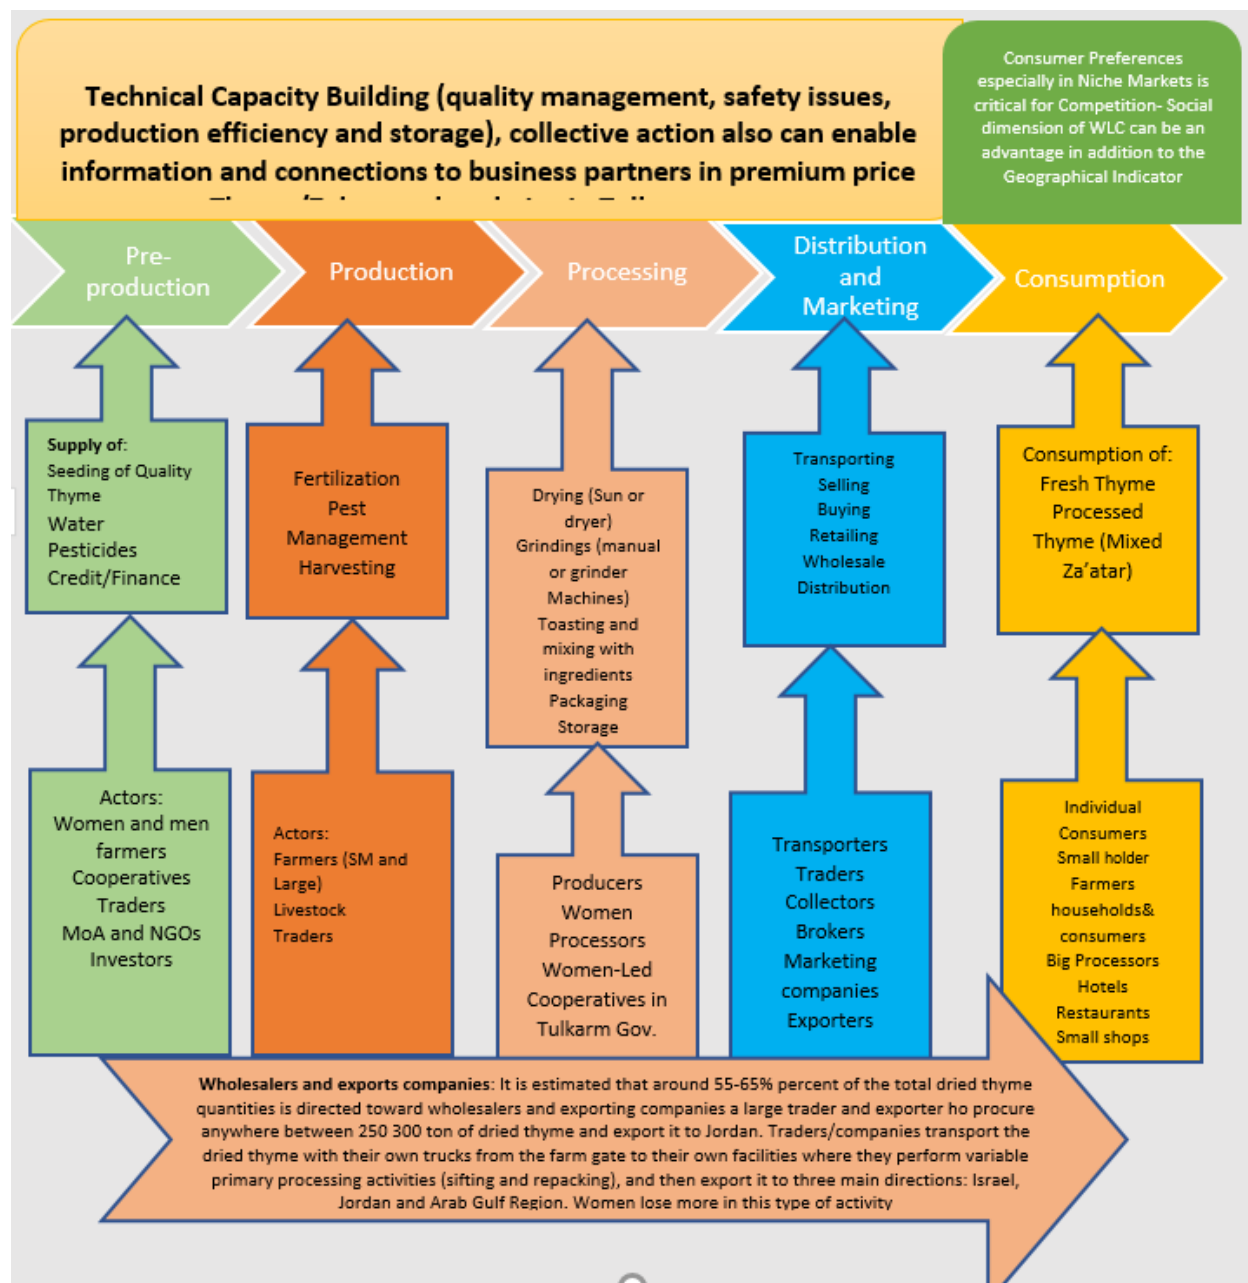 Technical Capacity Building (quality management, safety issues,
production efficiency and storage), collective action also can enable
information and connections to business partners in premium price
Consumer Preferences
especially in Niche Markets is
critical for Competition- Social
dimension of WLC can be an
advantage in addition to the
Geographical Indicator
Pre-
production
Production
Processing
Distribution
and
Marketing
Consumption
Supply of:
Seeding of Quality
Thyme
Water
Pesticides
Credit/Finance
Fertilization
Pest
Management
Harvesting
Drying (Sun or
dryer)
Grindings (manual
or grinder
Machines)
Toasting and
mixing with
ingredients
Packaging
Storage
Transporting
Selling
Buying
Retailing
Wholesale
Distribution
Consumption of:
Fresh Thyme
Processed
Thyme (Mixed
Za’atar)
Actors:
Women and men
farmers
Cooperatives
Traders
MoA and NGOs
Investors
Actors:
Farmers (SM and
Large)
Livestock
Traders
Producers
Women
Processors
Women-Led
Cooperatives in
Tulkarm Gov.
Transporters
Traders
Collectors
Brokers
Marketing
companies
Exporters
Individual
Consumers
Small holder
Farmers
households&
consumers
Big Processors
Hotels
Restaurants
Small shops
Wholesalers and exports companies: It is estimated that around 55-65% percent of the total dried thyme
quantities is directed toward wholesalers and exporting companies a large trader and exporter ho procure
anywhere between 250 300 ton of dried thyme and export it to Jordan. Traders/companies transport the
dried thyme with their own trucks from the farm gate to their own facilities where they perform variable
primary processing activities (sifting and repacking), and then export it to three main directions: Israel,
Jordan and Arab Gulf Region. Women lose more in this type of activity